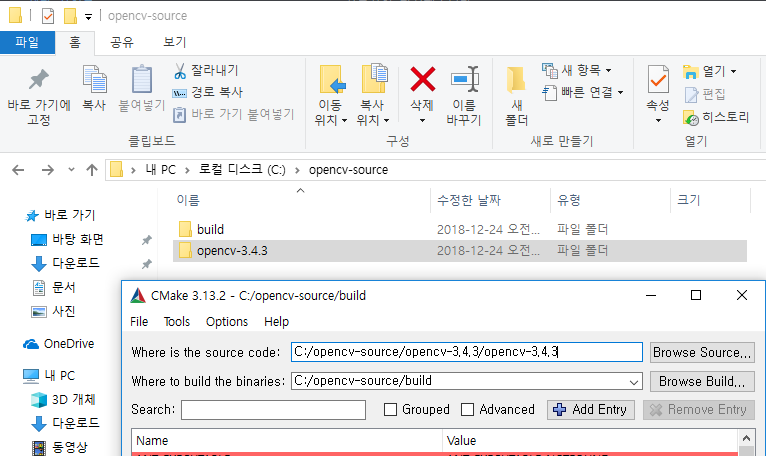 opencv-source
파일 홈 공유 보기
바로 가기에 고정
복사
붙여넣기
잘라내기
경로 복사
바로 가기 붙여넣기
클립보드
이동 위치
복사 위치
삭제
이름 바꾸기
구성
새 폴더
새 항목
빠른 연결
새로 만들기
속성
열기
편집
히스토리
열기
내 PC 로컬 디스크 (C:) opencv-source
이름 수정한 날짜 유형 크기
바로 가기
바탕 화면
다운로드
문서
사진
OneDrive
내 PC
3D 개체
다운로드
동영상
build 2018-12-24 오전... 파일 폴더
opencv-3.4.3 2018-12-24 오전... 파일 폴더
CMake 3.13.2 - C:/opencv-source/build
File Tools Options Help
Where is the source code: C:/opencv-source/opencv-3.4.3/opencv-3.4.3 Browse Source...
Where to build the binaries: C:/opencv-source/build Browse Build...
Search: Grouped Advanced Add Entry Remove Entry
Name Value